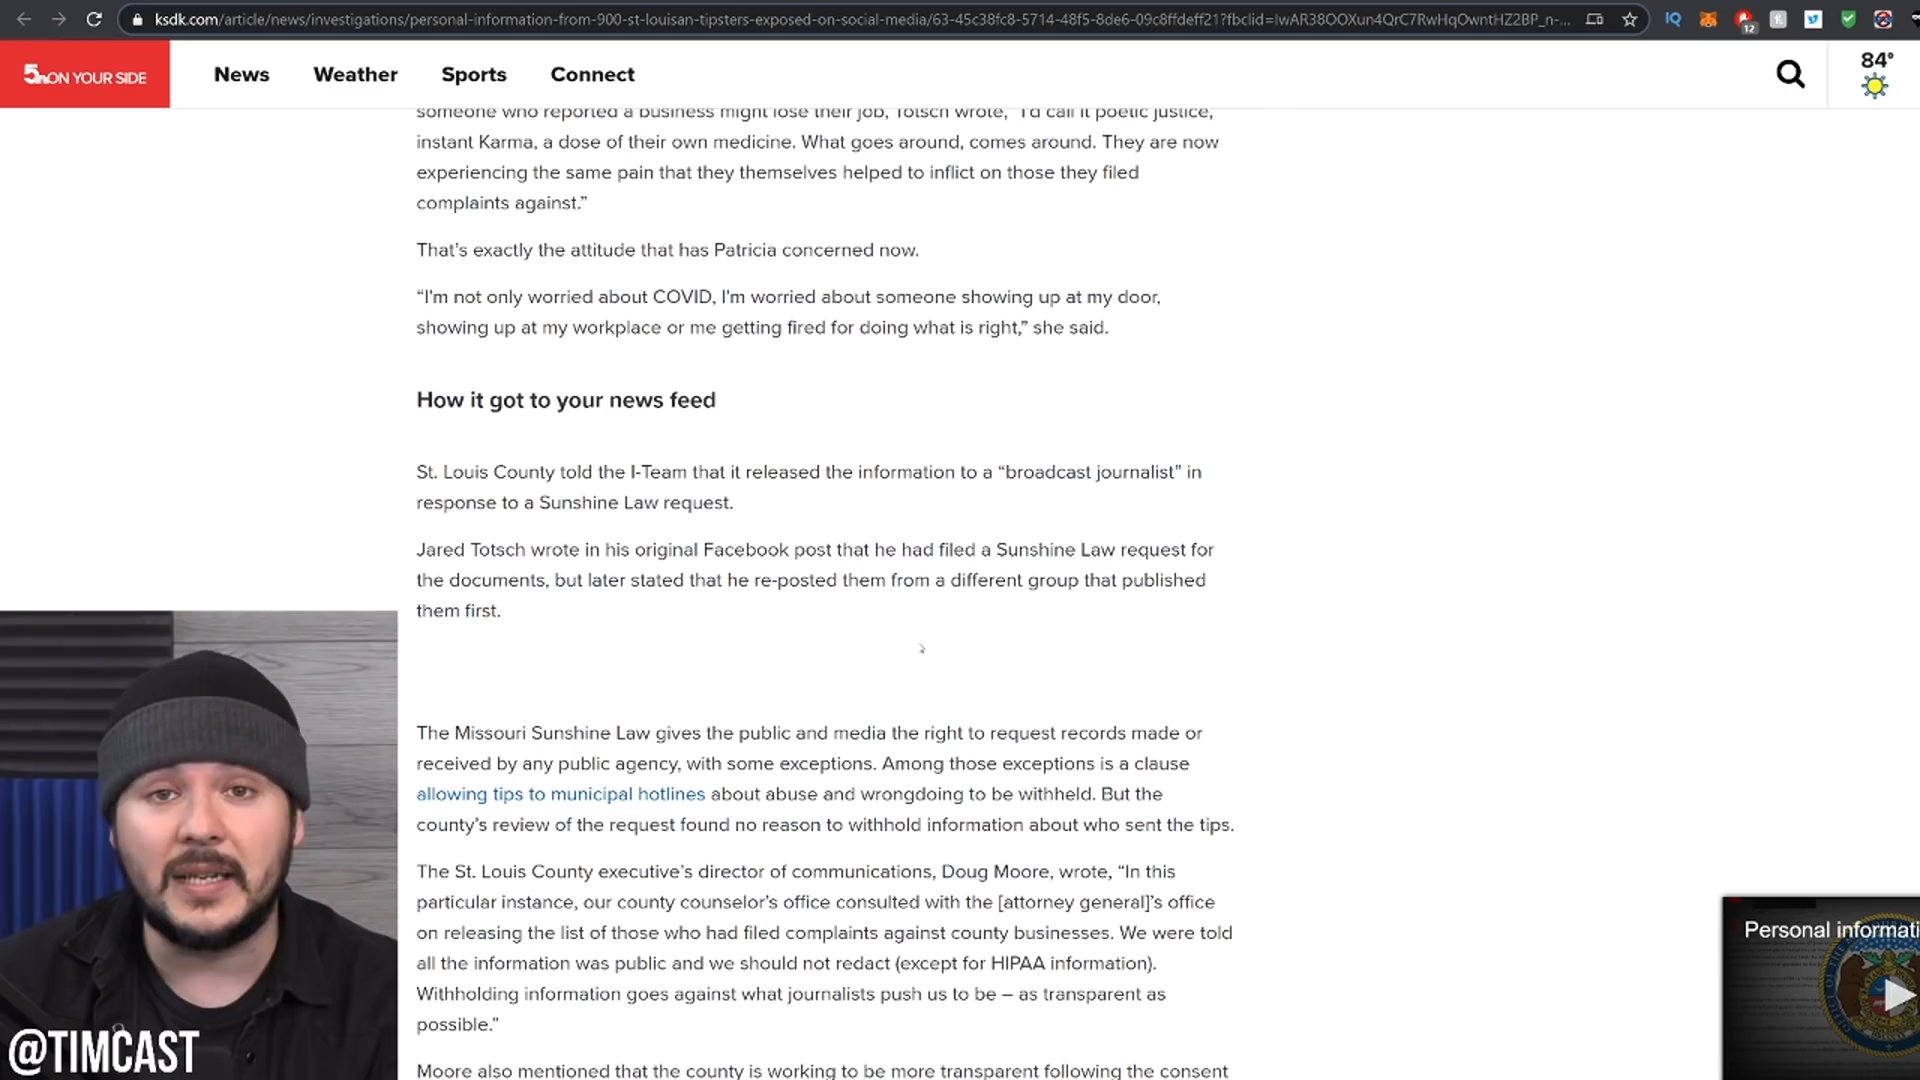 ksdk.com/article/news/investigations/personal-information-from-900-st-louisan-tipsters-exposed-on-social-media/63-45c38fc8-5714-48f5-8de6-09c8ffdeff21?fbclid=IwAR38OOXun4QrC7RwHqOwntHZ2BP_n-...
12
5 ON YOUR SIDE
News
Weather
Sports
Connect
84°
someone who reported a business might lose their job, Totsch wrote, “I’d call it poetic justice,
instant Karma, a dose of their own medicine. What goes around, comes around. They are now
experiencing the same pain that they themselves helped to inflict on those they filed
complaints against.”
That’s exactly the attitude that has Patricia concerned now.
“I'm not only worried about COVID, I'm worried about someone showing up at my door,
showing up at my workplace or me getting fired for doing what is right,” she said.
How it got to your news feed
St. Louis County told the I-Team that it released the information to a “broadcast journalist” in
response to a Sunshine Law request.
Jared Totsch wrote in his original Facebook post that he had filed a Sunshine Law request for
the documents, but later stated that he re-posted them from a different group that published
them first.
The Missouri Sunshine Law gives the public and media the right to request records made or
received by any public agency, with some exceptions. Among those exceptions is a clause
allowing tips to municipal hotlines about abuse and wrongdoing to be withheld. But the
county’s review of the request found no reason to withhold information about who sent the tips.
The St. Louis County executive’s director of communications, Doug Moore, wrote, “In this
particular instance, our county counselor’s office consulted with the [attorney general]’s office
on releasing the list of those who had filed complaints against county businesses. We were told
all the information was public and we should not redact (except for HIPAA information).
Withholding information goes against what journalists push us to be – as transparent as
possible.”
Moore also mentioned that the county is working to be more transparent following the consent
Personal informati
@TIMCAST